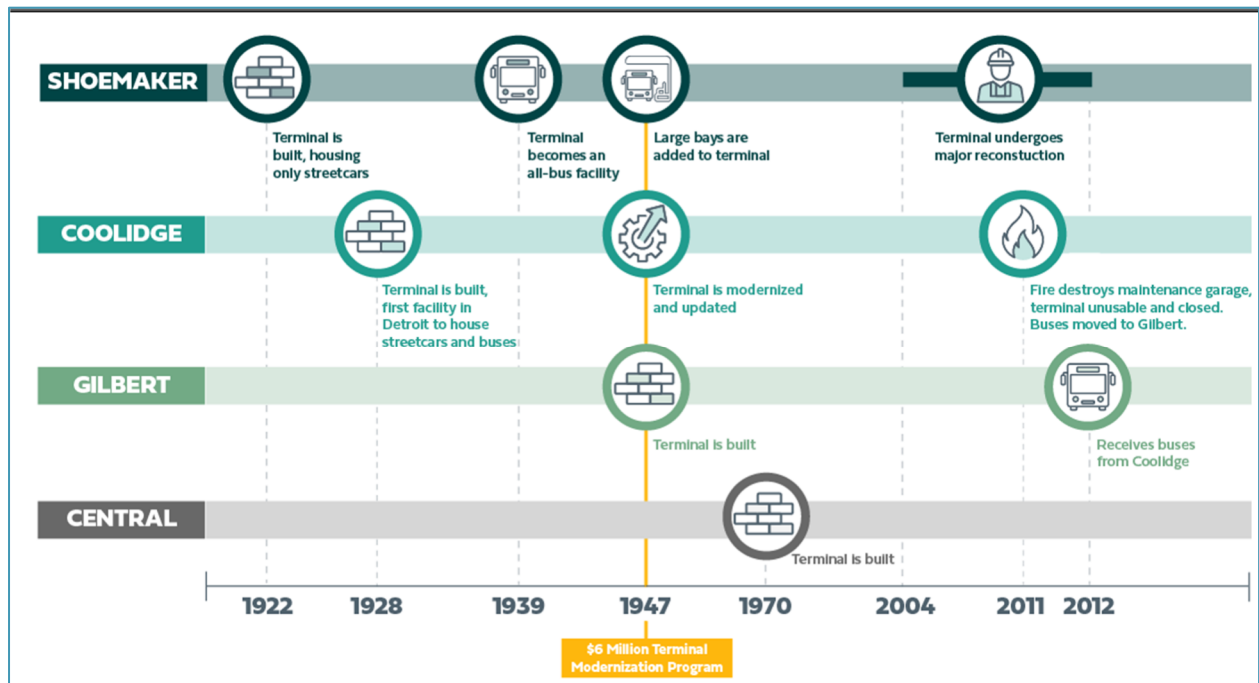 SHOEMAKER
Terminal is
built, housing
only streetcars
Terminal
becomes an
all-bus facility
Large bays are
added to terminal
Terminal undergoes
major reconstuction
COOLIDGE
Terminal is built,
first facility in
Detroit to house
streetcars and buses
Terminal is modernized
and updated
Fire destroys maintenance garage,
terminal unusable and closed.
Buses moved to Gilbert.
GILBERT
Terminal is built
Receives buses
from Coolidge
CENTRAL
Terminal is built
1922 1928 1939 1947 1970 2004 2011 2012
$6 Million Terminal
Modernization Program